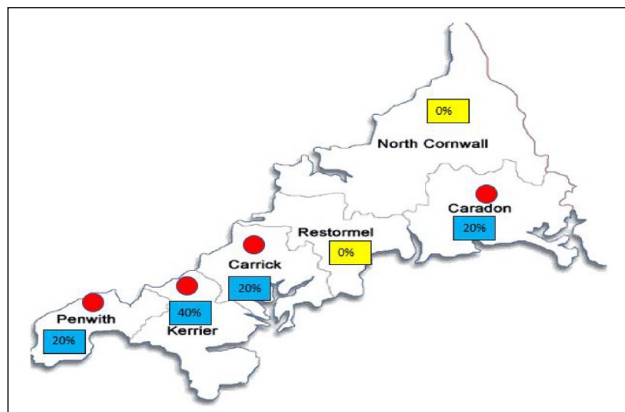 0%
North Cornwall
Caradon
20%
Restormel
0%
Carrick
20%
Penwith
20%
40%
Kerrier